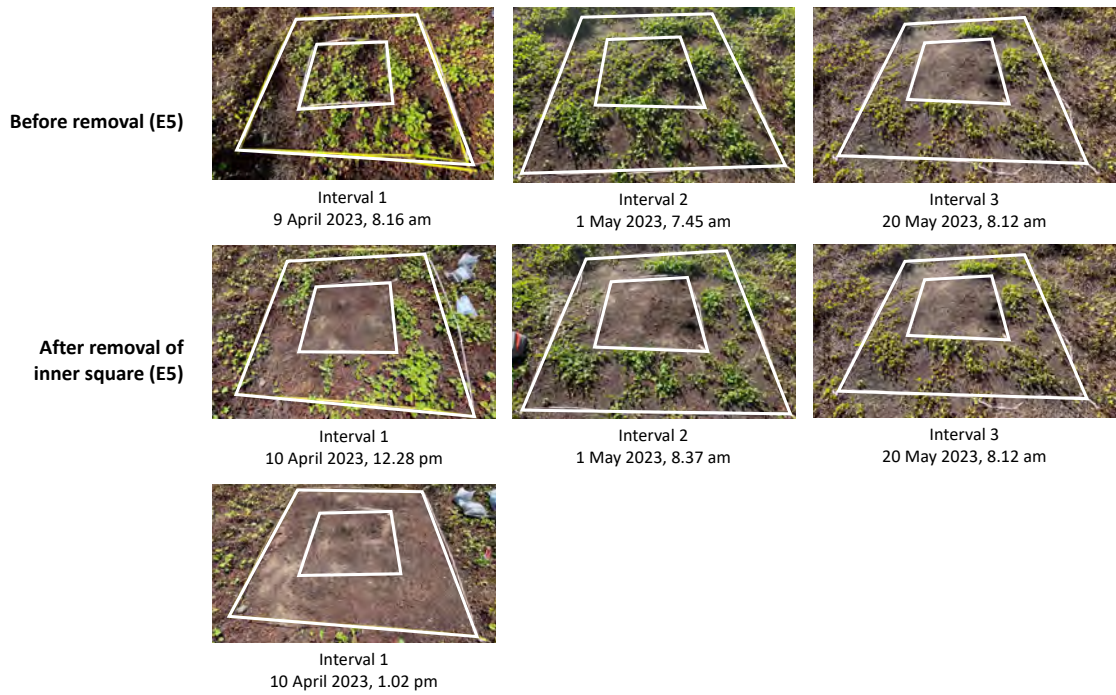 Before removal (E5)
Interval 1
9 April 2023, 8.16 am
Interval 2
1 May 2023, 7.45 am
Interval 3
20 May 2023, 8.12 am
After removal of
inner square (E5)
Interval 1
10 April 2023, 12.28 pm
Interval 2
1 May 2023, 8.37 am
Interval 3
20 May 2023, 8.12 am
Interval 1
10 April 2023, 1.02 pm